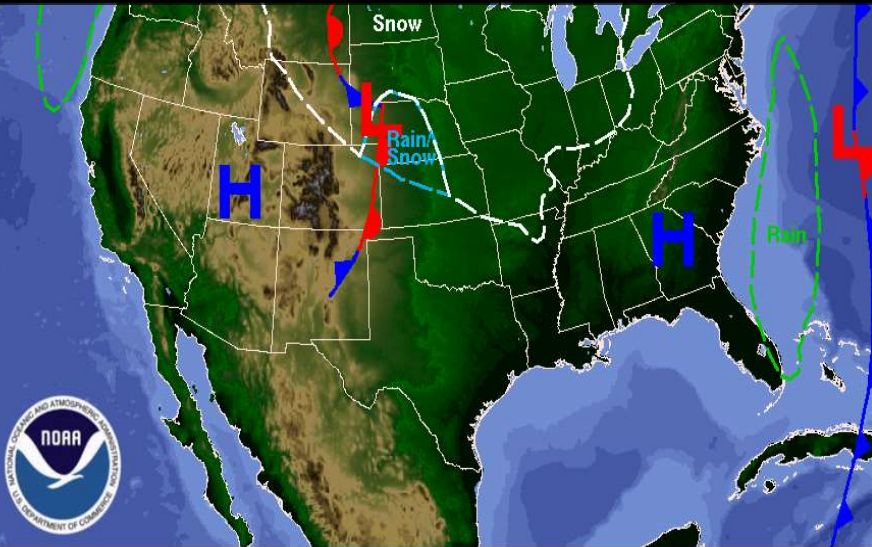 Snow
L
L
Rain/
Snow
H
H
Rain
L
NATIONAL OCEANIC AND ATMOSPHERIC ADMINISTRATION
NOAA
U.S. DEPARTMENT OF COMMERCE